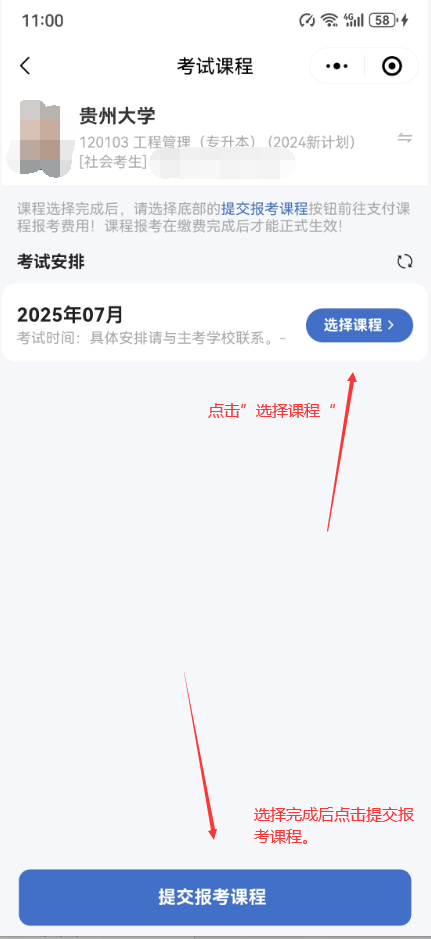 11:00
4G
58
考试课程
贵州大学
120103 工程管理（专升本）(2024新计划)
[社会考生]
课程选择完成后，请选择底部的提交报考课程按钮前往支付课
程报考费用！课程报考在缴费完成后才能正式生效！
考试安排
2025年07月
考试时间：具体安排请与主考学校联系。-
选择课程
点击”选择课程“
选择完成后点击提交报
考课程。
提交报考课程